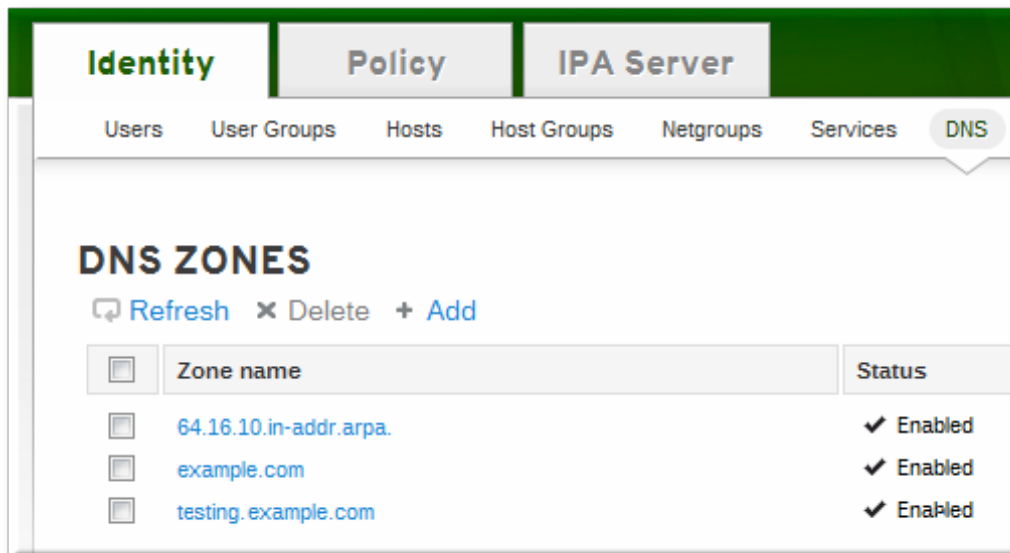 Identity Policy IPA Server
Users User Groups Hosts Host Groups Netgroups Services DNS
DNS ZONES
Refresh Delete + Add
Zone name Status
64.16.10.in-addr.arpa. Enabled
example.com Enabled
testing.example.com Enabled